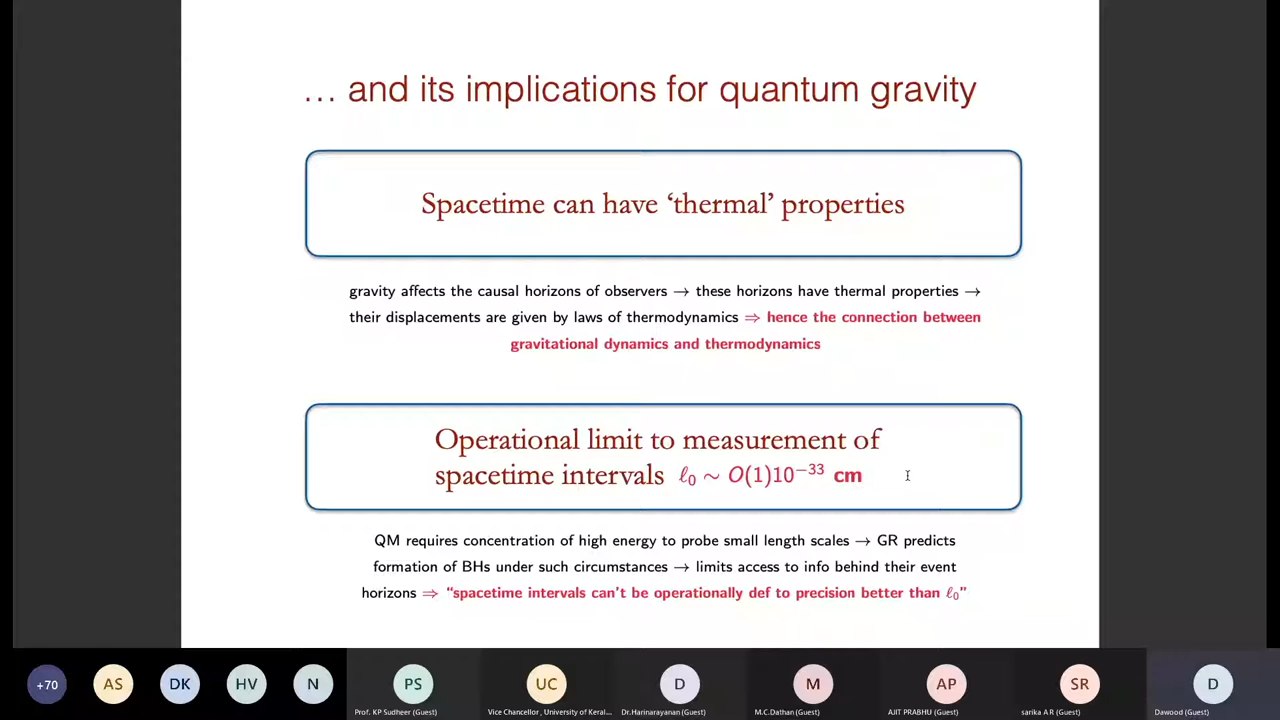 ... and its implications for quantum gravity
Spacetime can have ‘thermal’ properties
gravity affects the causal horizons of observers → these horizons have thermal properties →
their displacements are given by laws of thermodynamics ⇒ hence the connection between
gravitational dynamics and thermodynamics
Operational limit to measurement of
spacetime intervals ℓ₀ ∼ O(1)10⁻³³ cm
QM requires concentration of high energy to probe small length scales → GR predicts
formation of BHs under such circumstances → limits access to info behind their event
horizons ⇒ “spacetime intervals can't be operationally def to precision better than ℓ₀”
+70 AS DK HV N PS UC D M AP SR D
Prof. KP Sudheer (Guest) Vice Chancellor , University of Keral... Dr.Harinarayanan (Guest) M.C.Dathan (Guest) AJIT PRABHU (Guest) sarika A R (Guest) Dawood (Guest)